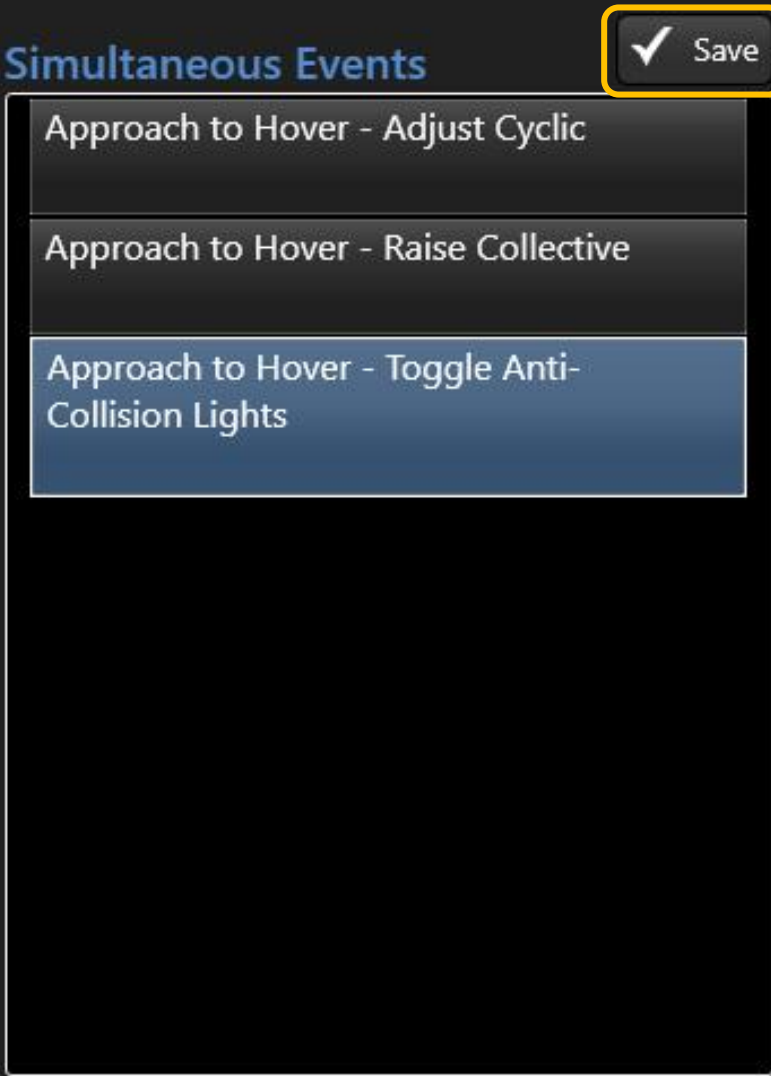 Simultaneous Events
Save
Approach to Hover - Adjust Cyclic
Approach to Hover - Raise Collective
Approach to Hover - Toggle Anti-
Collision Lights